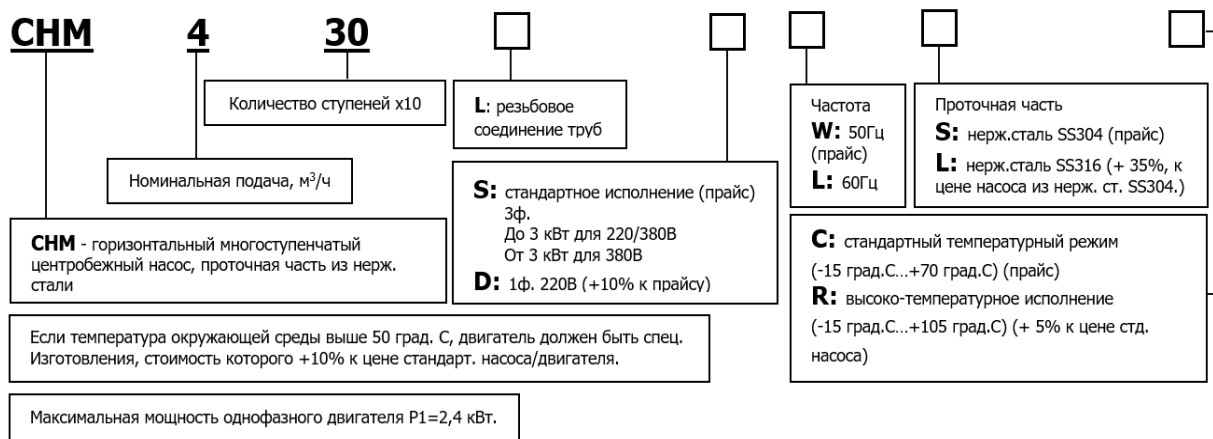 CHM 4 30
Количество ступеней x10
L: резьбовое
соединение труб
Частота
W: 50Гц
(прайс)
L: 60Гц
Проточная часть
S: нерж.сталь SS304 (прайс)
L: нерж.сталь SS316 (+ 35%, к
цене насоса из нерж. ст. SS304.)
Номинальная подача, м³/ч
S: стандартное исполнение (прайс)
3ф.
До 3 кВт для 220/380В
От 3 кВт для 380В
D: 1ф. 220В (+10% к прайсу)
CHM - горизонтальный многоступенчатый
центробежный насос, проточная часть из нерж.
стали
C: стандартный температурный режим
(-15 град.С...+70 град.С) (прайс)
R: высоко-температурное исполнение
(-15 град.С...+105 град.С) (+ 5% к цене стд.
насоса)
Если температура окружающей среды выше 50 град. С, двигатель должен быть спец.
Изготовления, стоимость которого +10% к цене стандарт. насоса/двигателя.
Максимальная мощность однофазного двигателя P1=2,4 кВт.